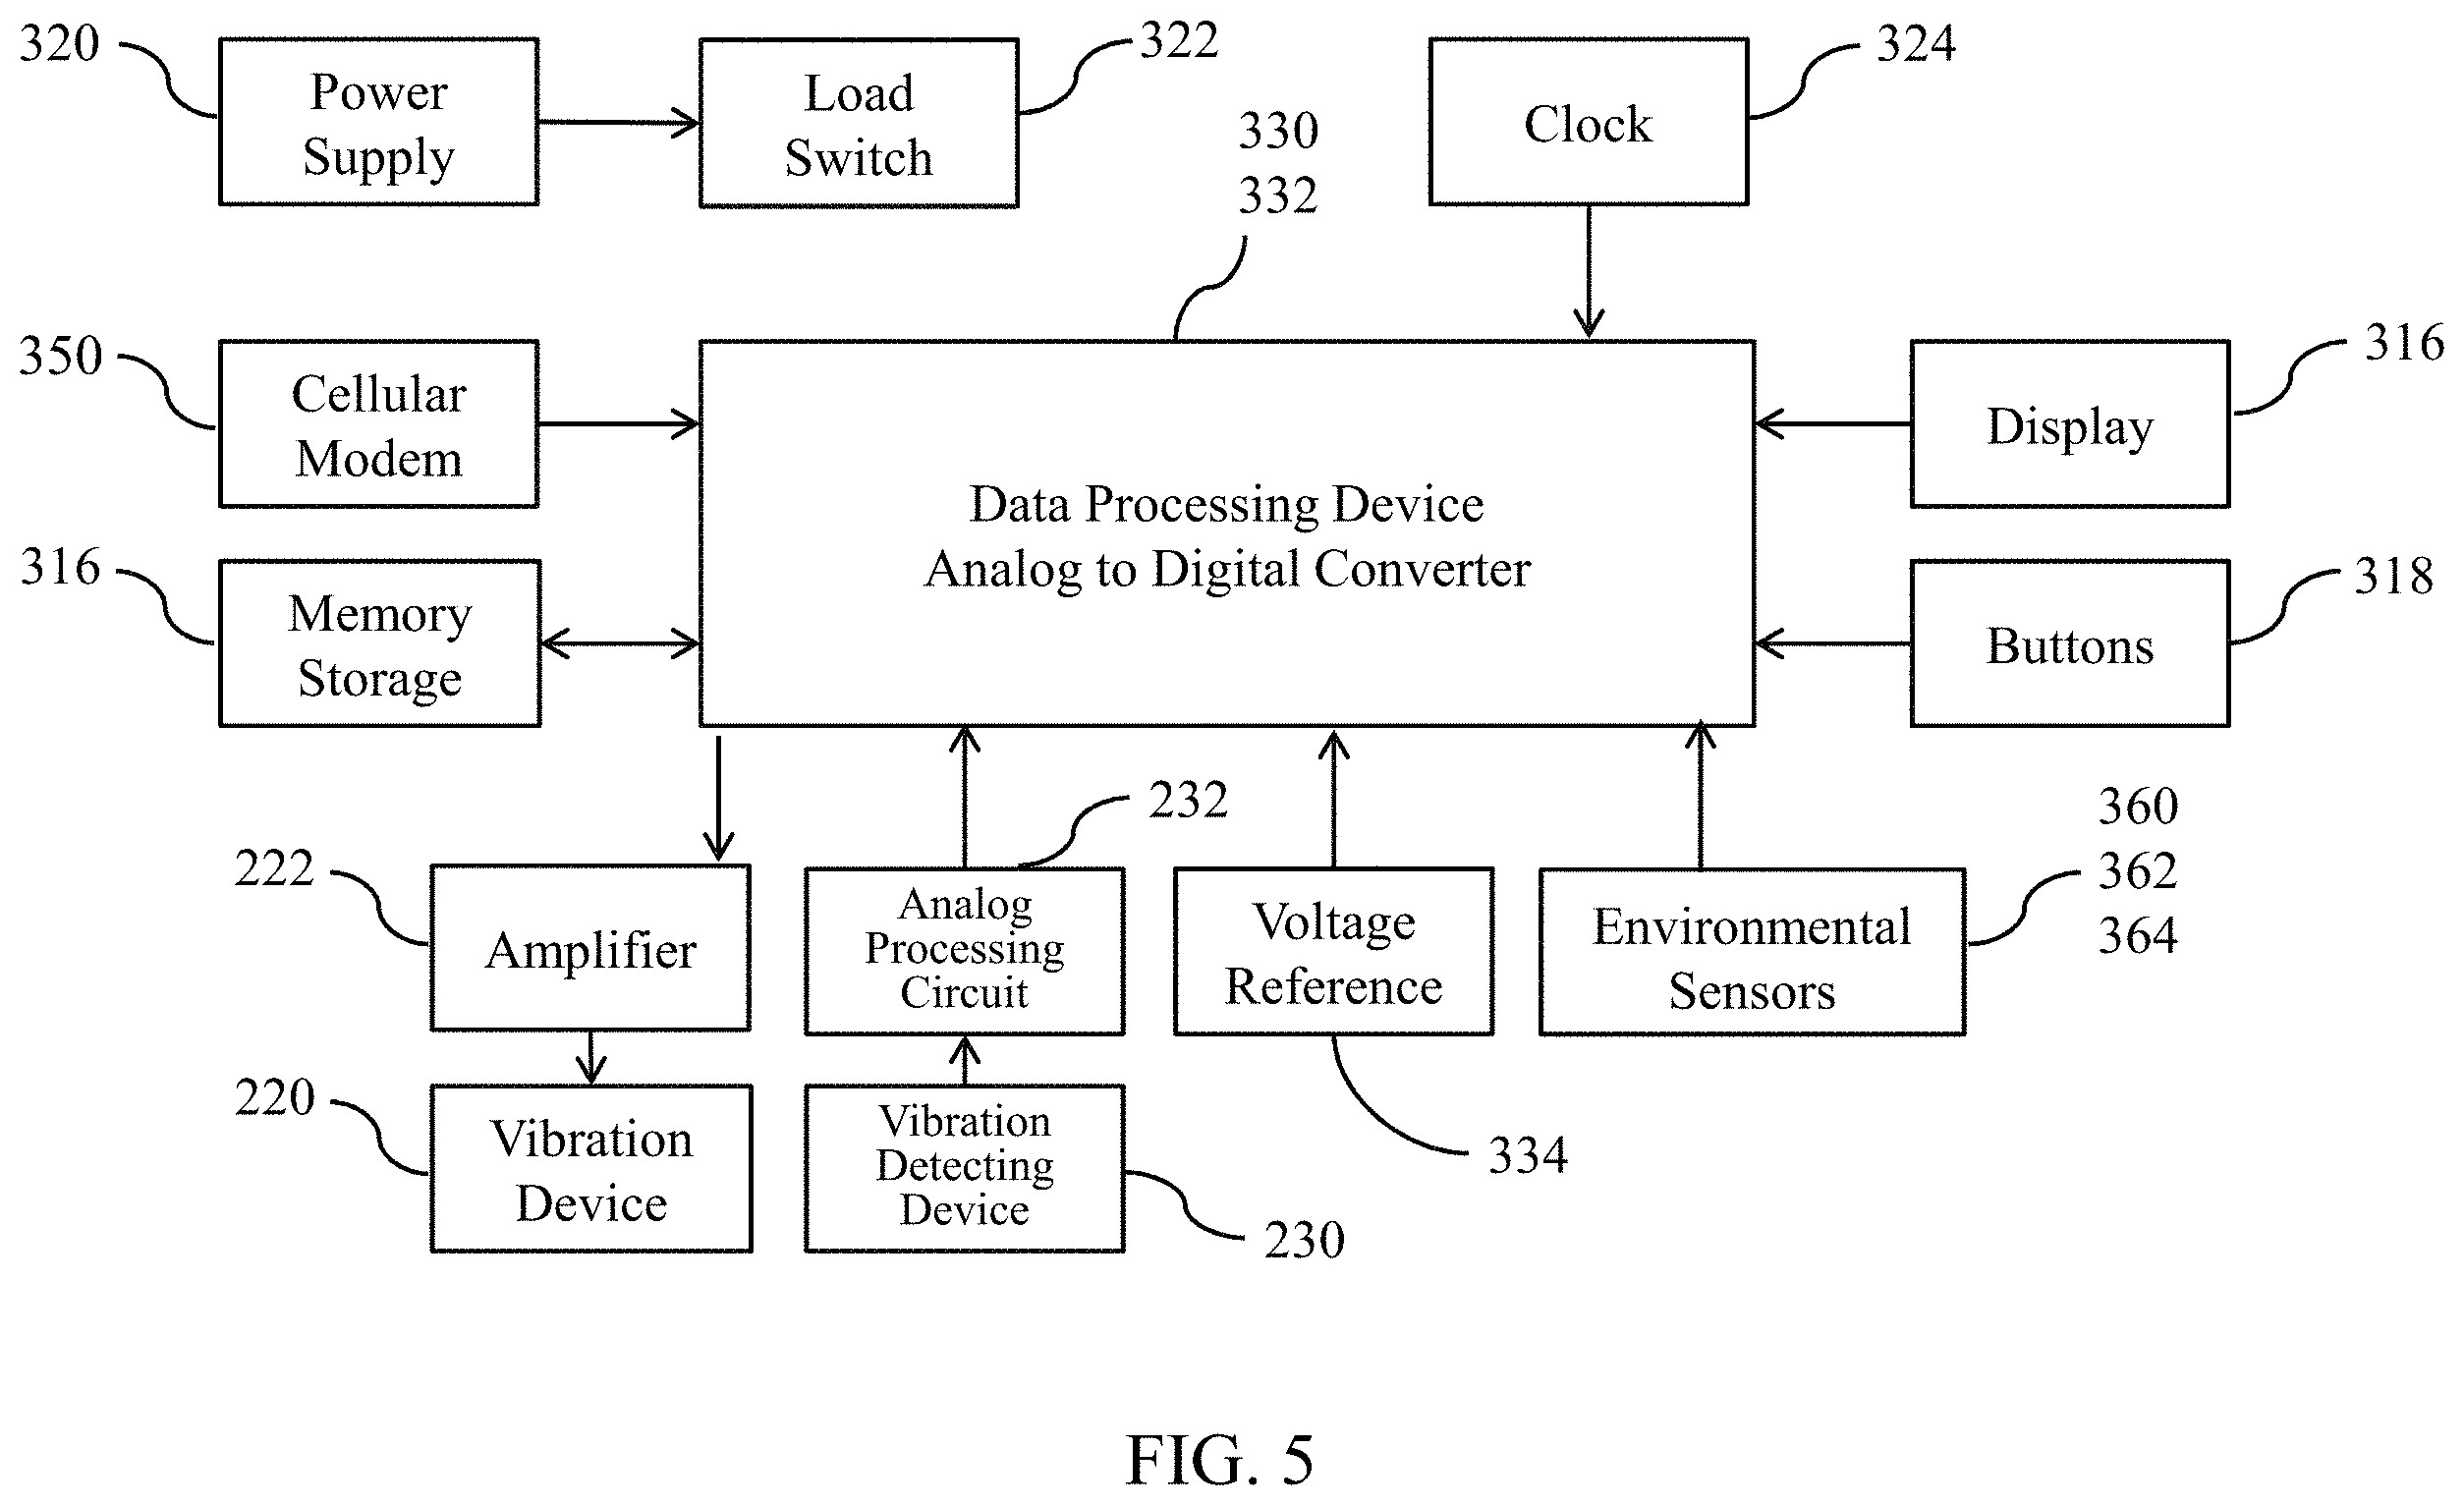 320
Power
Supply
Load
Switch
322
Clock
324
330
332
350
Cellular
Modem
Data Processing Device
Analog to Digital Converter
Display
316
316
Memory
Storage
Buttons
318
222
Amplifier
232
Analog
Processing
Circuit
Voltage
Reference
Environmental
Sensors
360
362
364
220
Vibration
Device
Vibration
Detecting
Device
230
334
FIG. 5